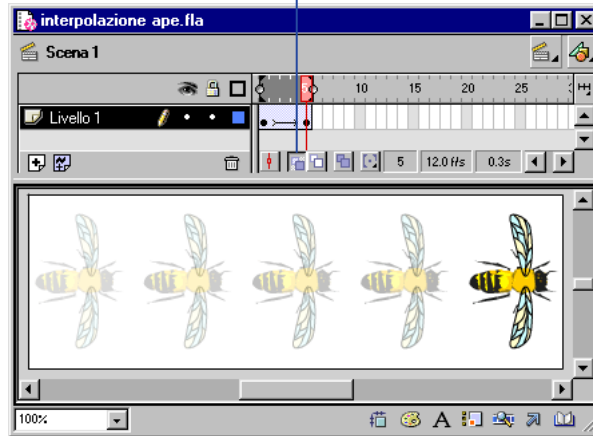 interpolazione ape.fla
Scena 1
5 10 15 20 25
Livello 1
5 12.0 f/s 0.3s
100%